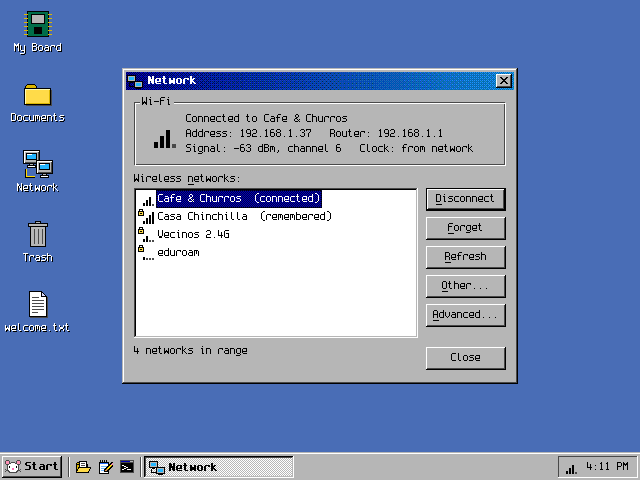 My Board
Documents
Network
Trash
welcome.txt
Network
Wi-Fi
Connected to Cafe & Churros
Address: 192.168.1.37 Router: 192.168.1.1
Signal: -63 dBm, channel 6 Clock: from network
Wireless networks:
Cafe & Churros (connected)
Casa Chinchilla (remembered)
Vecinos 2.4G
eduroam
Disconnect
Forget
Refresh
Other...
Advanced...
4 networks in range
Close
Start
Network
4:11 PM